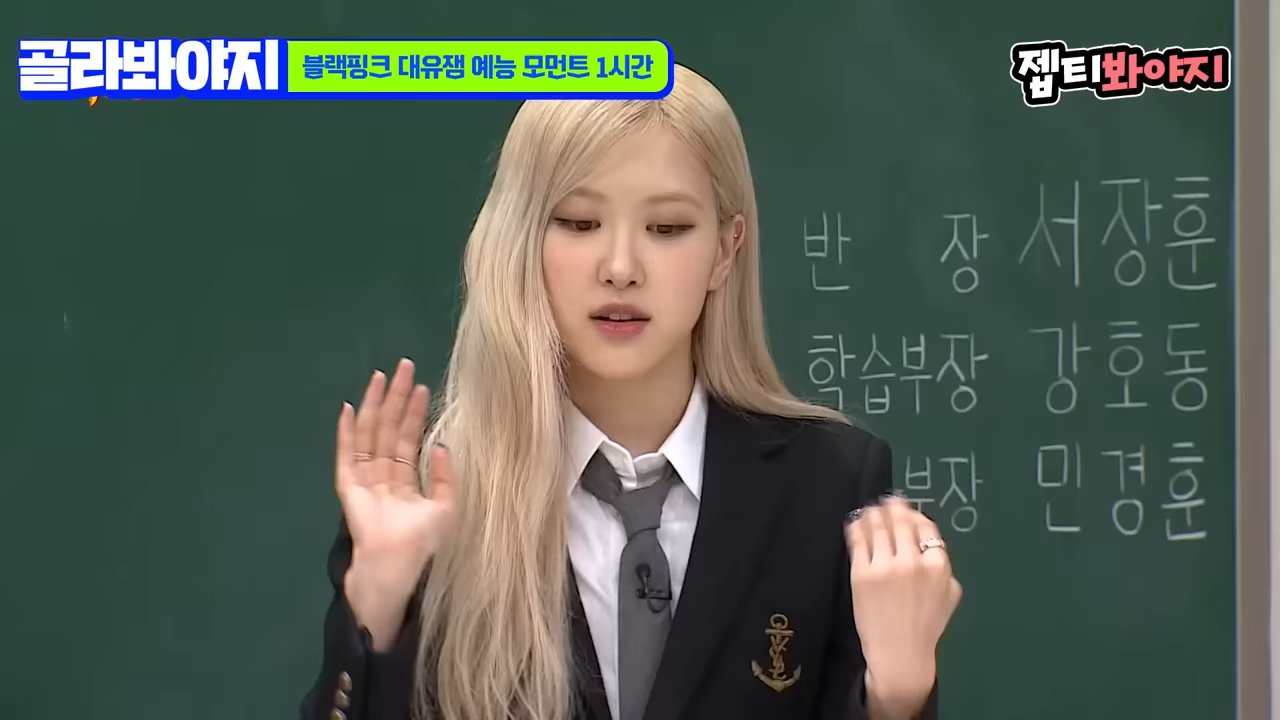 골라봐야지
블랙핑크 대유잼 예능 모먼트 1시간
젭티봐야지
반 장 서장훈
학습부장 강호동
부장 민경훈